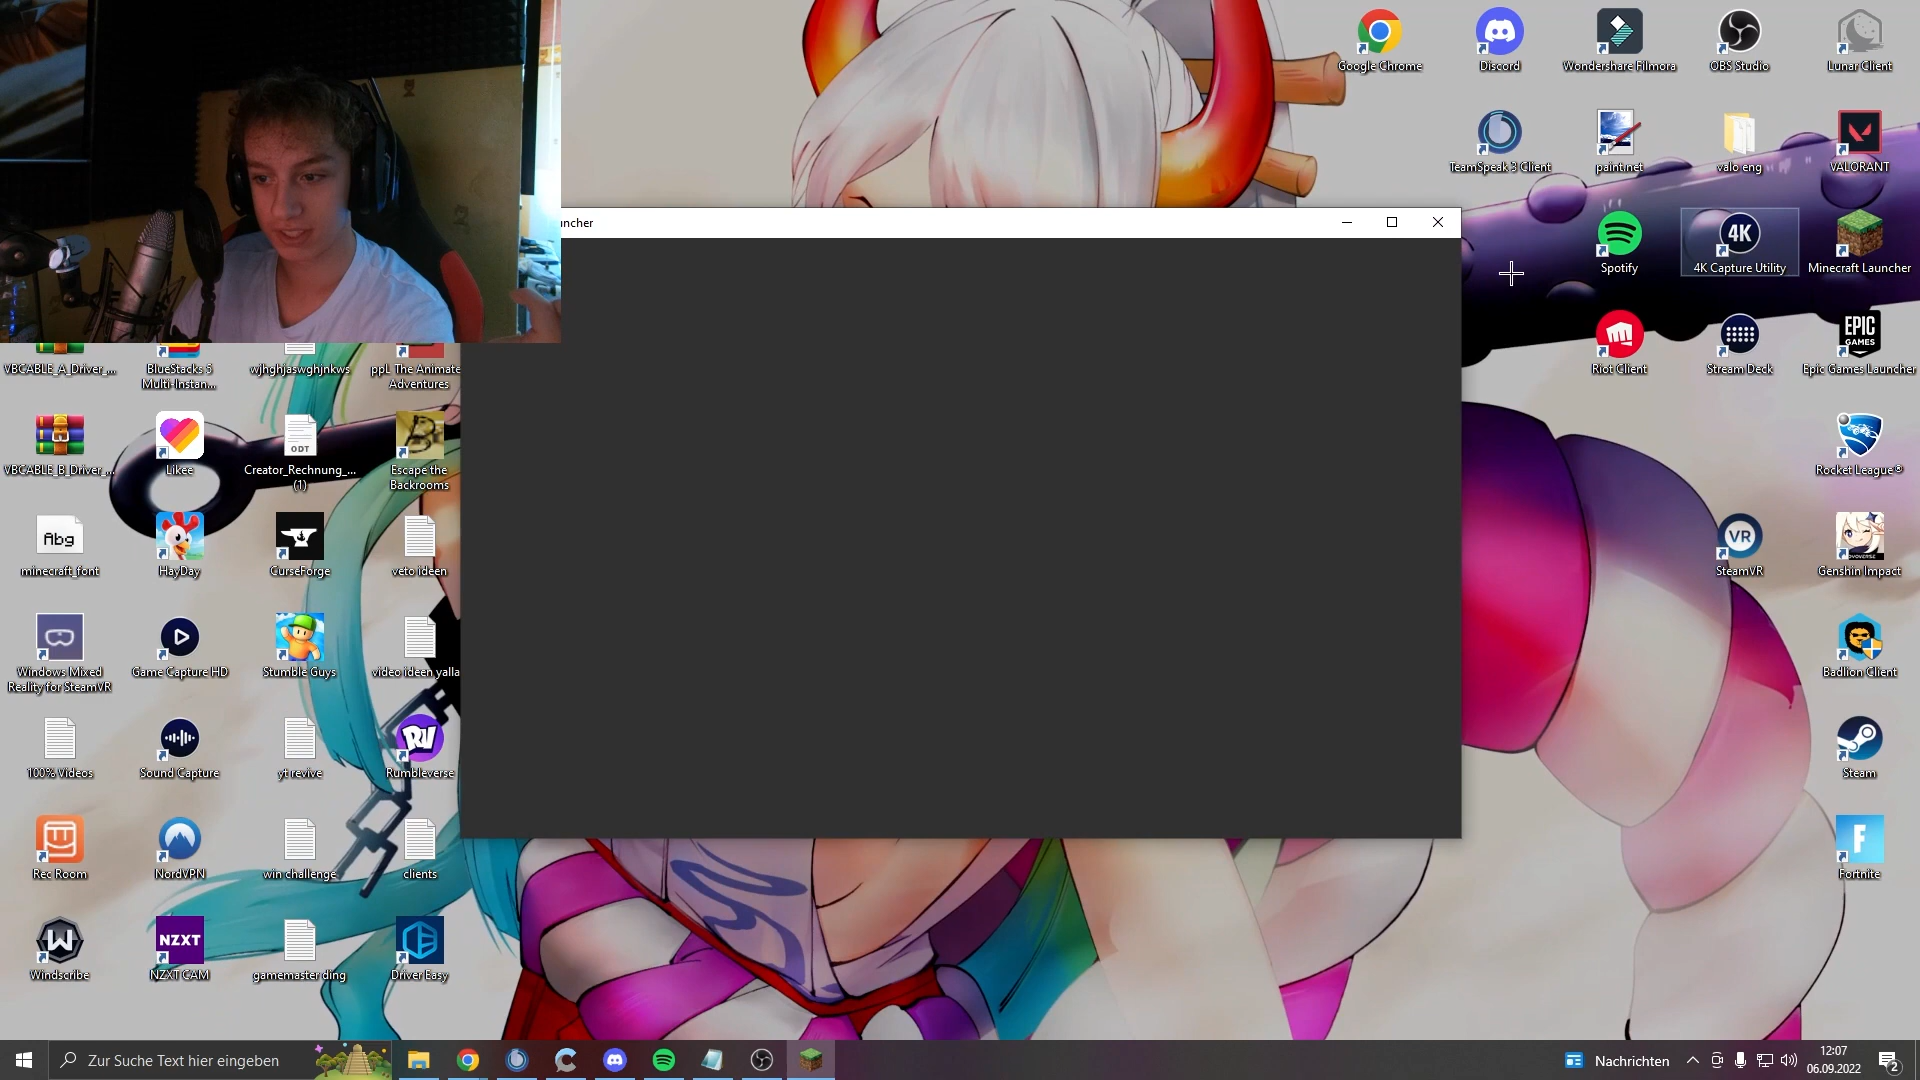 Google Chrome
Discord
Wondershare Filmora
OBS Studio
Lunar Client
TeamSpeak 3 Client
paint.net
valo eng
VALORANT
uncher
Spotify
4K
4K Capture Utility
Minecraft Launcher
Riot Client
Stream Deck
EPIC
GAMES
Epic Games Launcher
VBCABLE_A_Driver_...
BlueStacks 5
Multi-Instan...
wjhghjaswghjnkws
ppL The Animate
Adventures
VBCABLE_B_Driver_...
Likee
ODT
Creator_Rechnung_...
(1)
B
Escape the
Backrooms
Rocket League®
Abg
minecraft_font
HayDay
CurseForge
veto ideen
VR
SteamVR
Genshin Impact
Windows Mixed
Reality for SteamVR
Game Capture HD
Stumble Guys
video ideen yalla
Badlion Client
100% Videos
Sound Capture
yt revive
RV
Rumbleverse
Steam
Rec Room
NordVPN
win challenge
clients
F
Fortnite
W
Windscribe
NZXT
NZXT CAM
gamemaster ding
Driver Easy
Zur Suche Text hier eingeben
Nachrichten
12:07
06.09.2022
2